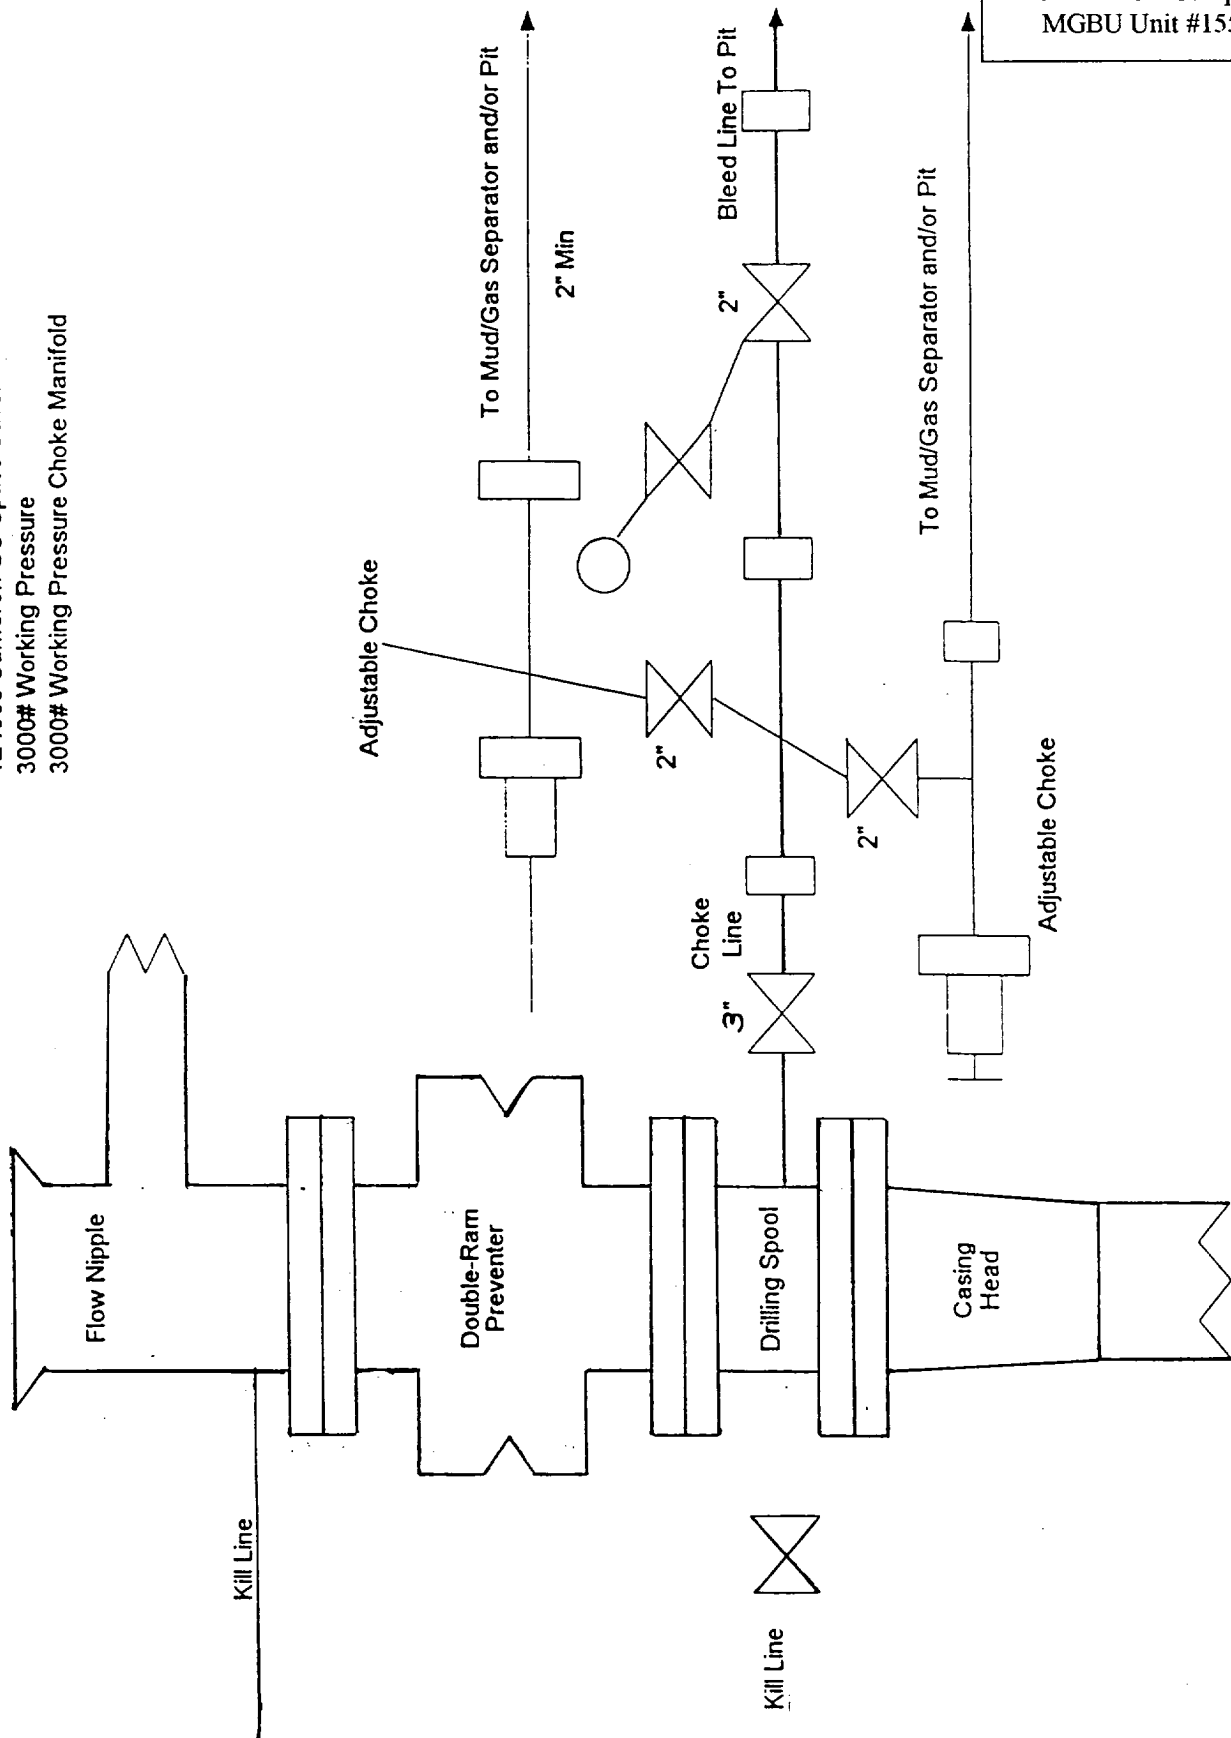 MGBU Unit #155
3000# Working Pressure
3000# Working Pressure Choke Manifold
To Mud/Gas Separator and/or Pit
2" Min
Bleed Line To Pit
2"
To Mud/Gas Separator and/or Pit
Adjustable Choke
2"
2"
Adjustable Choke
Choke
Line
3"
Flow Nipple
Double-Ram
Preventer
Drilling Spool
Casing
Head
Kill Line
Kill Line